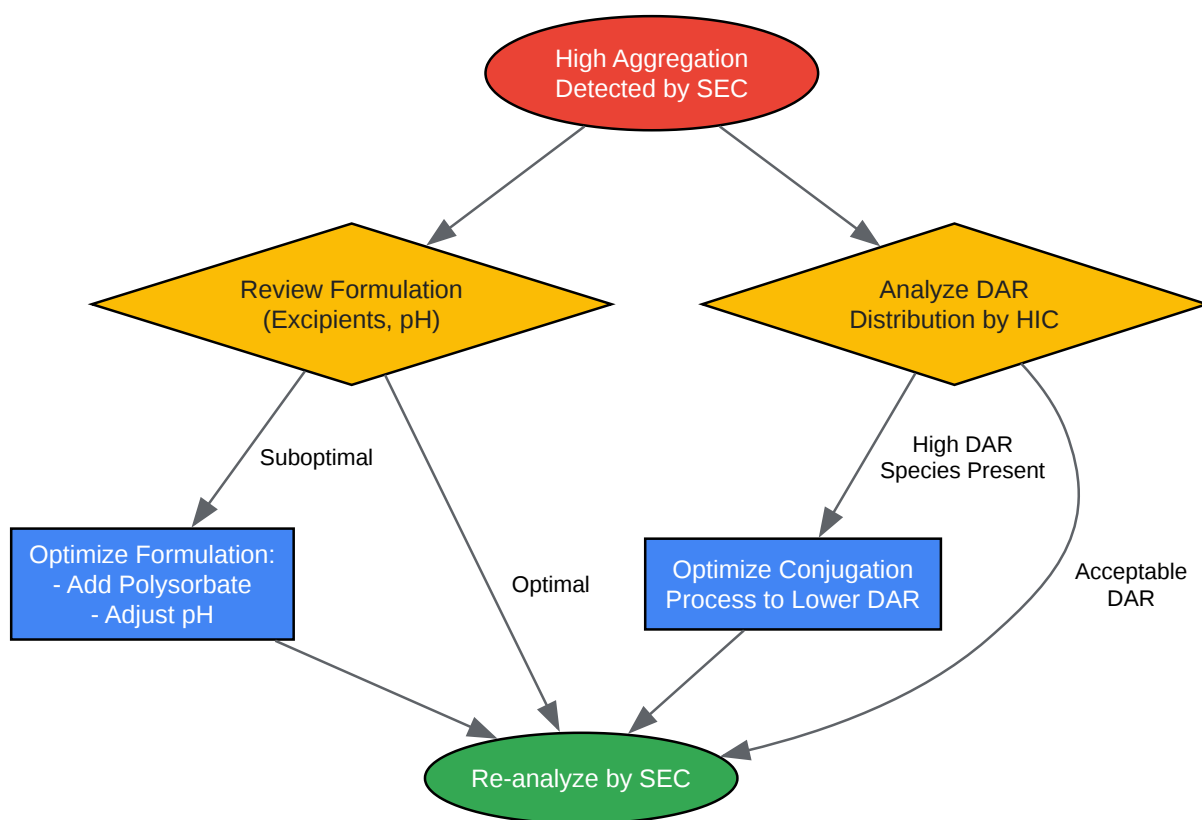 High Aggregation
Detected by SEC
Review Formulation
(Excipients, pH)
Analyze DAR
Distribution by HIC
Suboptimal
High DAR
Species Present
Optimize Formulation:
- Add Polysorbate
- Adjust pH
Optimal
Optimize Conjugation
Process to Lower DAR
Acceptable
DAR
Re-analyze by SEC